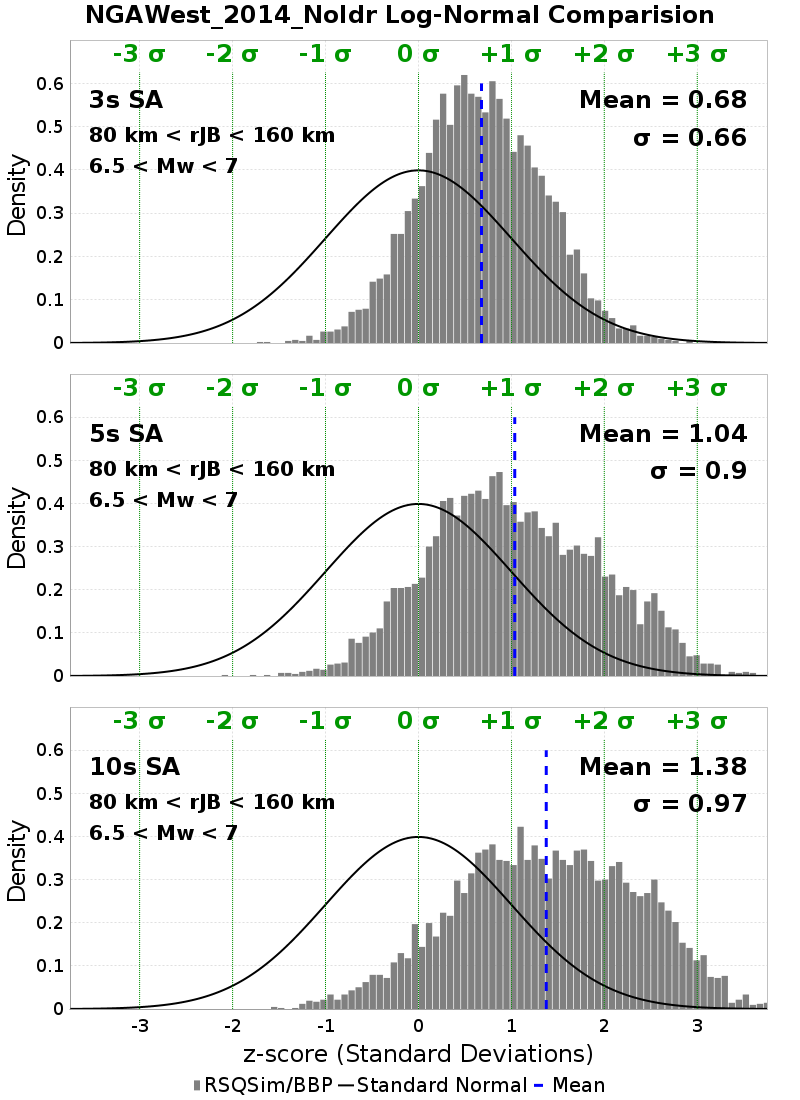 NGAWest_2014_NoIdr Log-Normal Comparision
-3 σ -2 σ -1 σ 0 σ +1 σ +2 σ +3 σ
0.6
3s SA Mean = 0.68
0.5
80 km < rJB < 160 km σ = 0.66
6.5 < Mw < 7
0.4
Density
0.3
0.2
0.1
0
-3 σ -2 σ -1 σ 0 σ +1 σ +2 σ +3 σ
0.6
5s SA Mean = 1.04
0.5
80 km < rJB < 160 km σ = 0.9
6.5 < Mw < 7
0.4
Density
0.3
0.2
0.1
0
-3 σ -2 σ -1 σ 0 σ +1 σ +2 σ +3 σ
0.6
10s SA Mean = 1.38
0.5
80 km < rJB < 160 km σ = 0.97
6.5 < Mw < 7
0.4
Density
0.3
0.2
0.1
0
-3 -2 -1 0 1 2 3
z-score (Standard Deviations)
RSQSim/BBP Standard Normal Mean